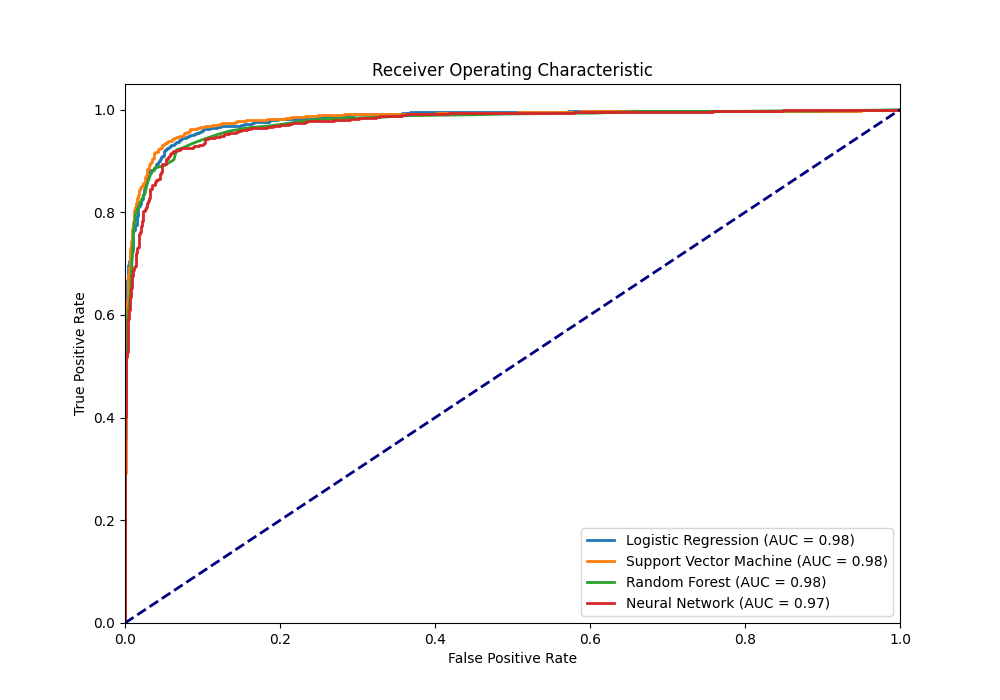 Receiver Operating Characteristic
True Positive Rate
1.0
0.8
0.6
0.4
0.2
0.0
0.0 0.2 0.4 0.6 0.8 1.0
False Positive Rate
Logistic Regression (AUC = 0.98)
Support Vector Machine (AUC = 0.98)
Random Forest (AUC = 0.98)
Neural Network (AUC = 0.97)